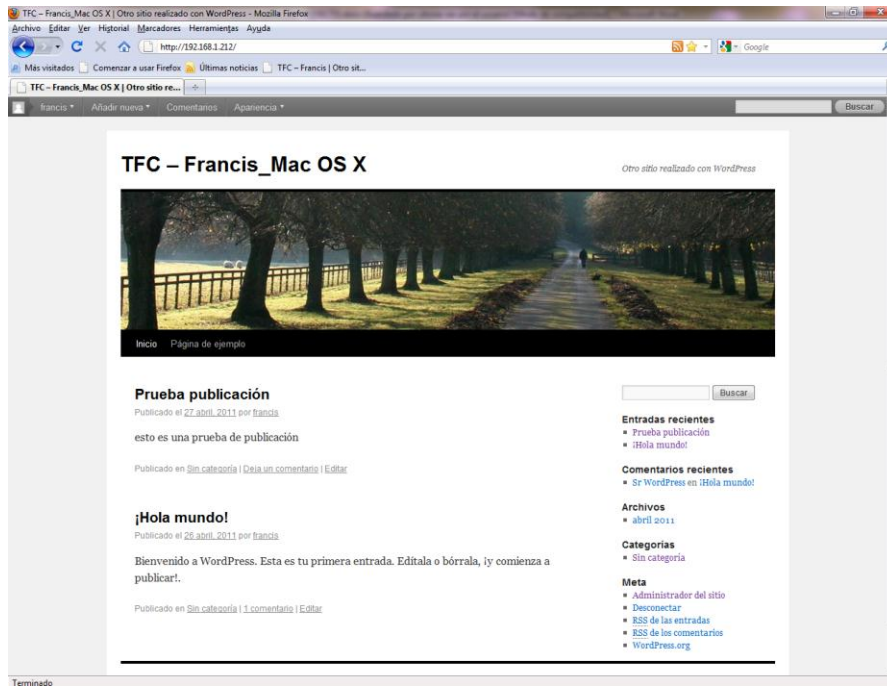 TFC – Francis_Mac OS X | Otro sitio realizado con WordPress - Mozilla Firefox
Archivo Editar Ver Historial Marcadores Herramientas Ayuda
http://192.168.1.212/
Google
Más visitados Comenzar a usar Firefox Últimas noticias TFC – Francis | Otro sit...
TFC – Francis_Mac OS X | Otro sitio re...
francis Añadir nueva Comentarios Apariencia Buscar
TFC – Francis_Mac OS X
Otro sitio realizado con WordPress
Inicio Página de ejemplo
Prueba publicación
Publicado el 27 abril, 2011 por francis
esto es una prueba de publicación
Publicado en Sin categoría | Deja un comentario | Editar
¡Hola mundo!
Publicado el 26 abril, 2011 por francis
Bienvenido a WordPress. Esta es tu primera entrada. Edítala o bórrala, ¡y comienza a
publicar!.
Publicado en Sin categoría | 1 comentario | Editar
Buscar
Entradas recientes
Prueba publicación
¡Hola mundo!
Comentarios recientes
Sr WordPress en ¡Hola mundo!
Archivos
abril 2011
Categorías
Sin categoría
Meta
Administrador del sitio
Desconectar
RSS de las entradas
RSS de los comentarios
WordPress.org
Terminado